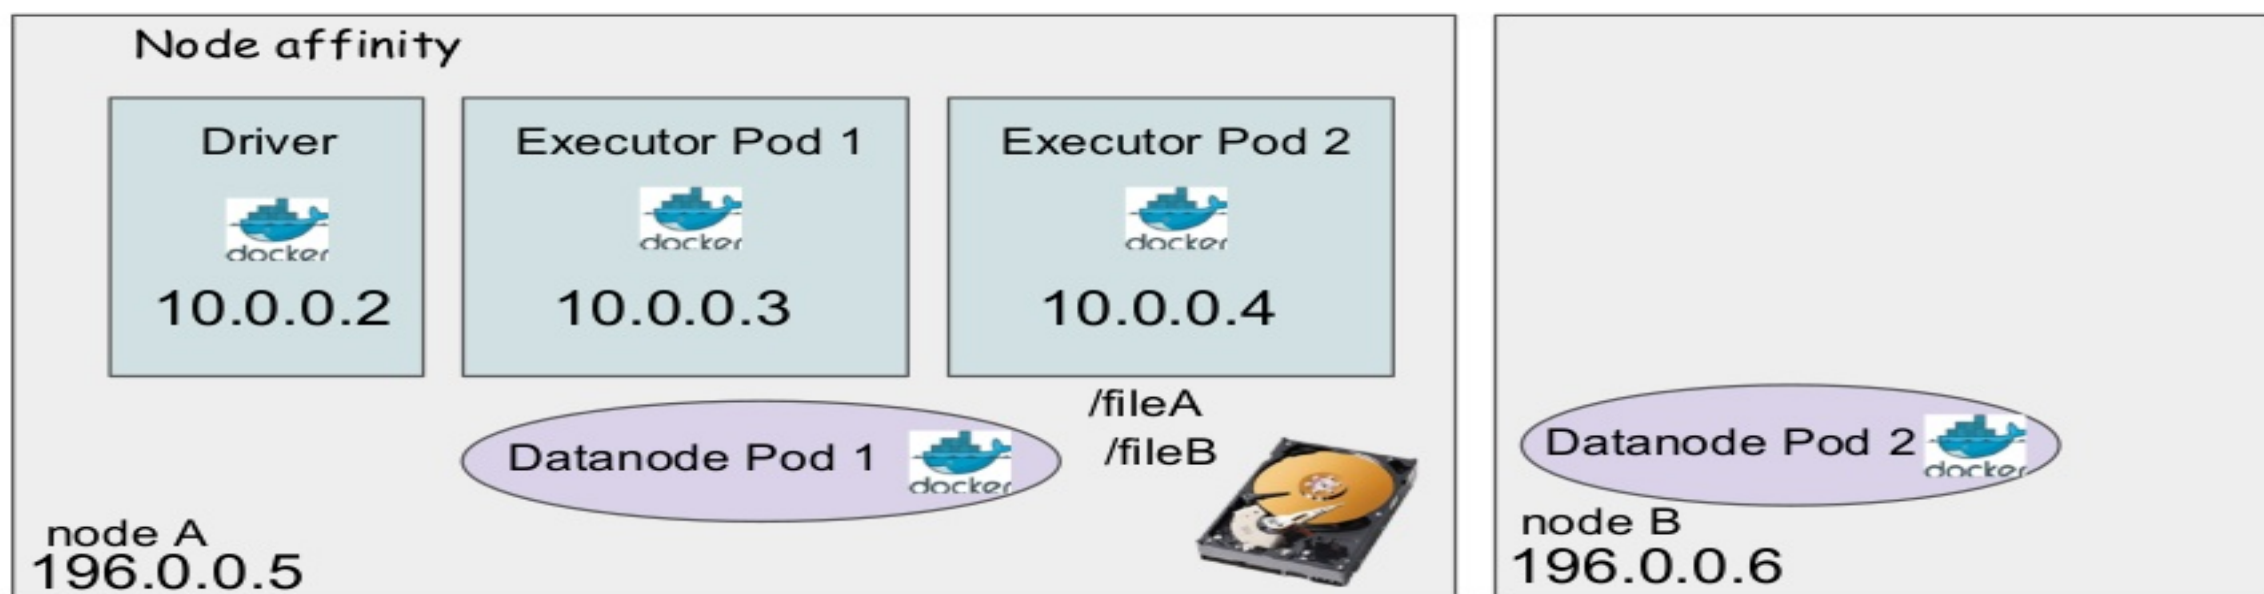 Node affinity
Driver
docker
10.0.0.2
Executor Pod 1
docker
10.0.0.3
Executor Pod 2
docker
10.0.0.4
/fileA
/fileB
Datanode Pod 1
docker
node A
196.0.0.5
Datanode Pod 2
docker
node B
196.0.0.6